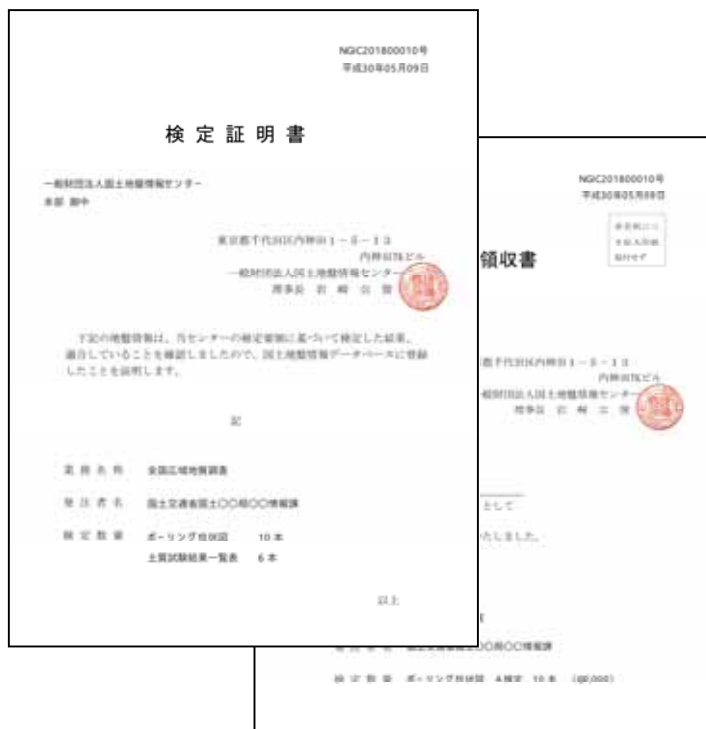 NGIC201800010号
平成30年05月09日
検定証明書
一般財団法人国土地盤情報センター
本部 御中
東京都千代田区内神田1-5-13
内神田TKビル
一般財団法人国土地盤情報センター
理事長 岩﨑 公俊
下記の地盤情報は、当センターの検定要領に基づいて検定した結果、
適合していることを確認しましたので、国土地盤情報データベースに登録
したことを証明します。
記
業務名称 全国広域地質調査
発注者名 国土交通省国土〇〇局〇〇情報課
検定数量 ボーリング柱状図 10本
土質試験結果一覧表 6本
以上
NGIC201800010号
平成30年05月09日
領収書
都千代田区内神田1-5-13
内神田TKビル
般財団法人国土地盤情報センター
理事長
として
たしました。
〇〇局〇〇情報課
検定数量 ボーリング柱状図 A検定 10本